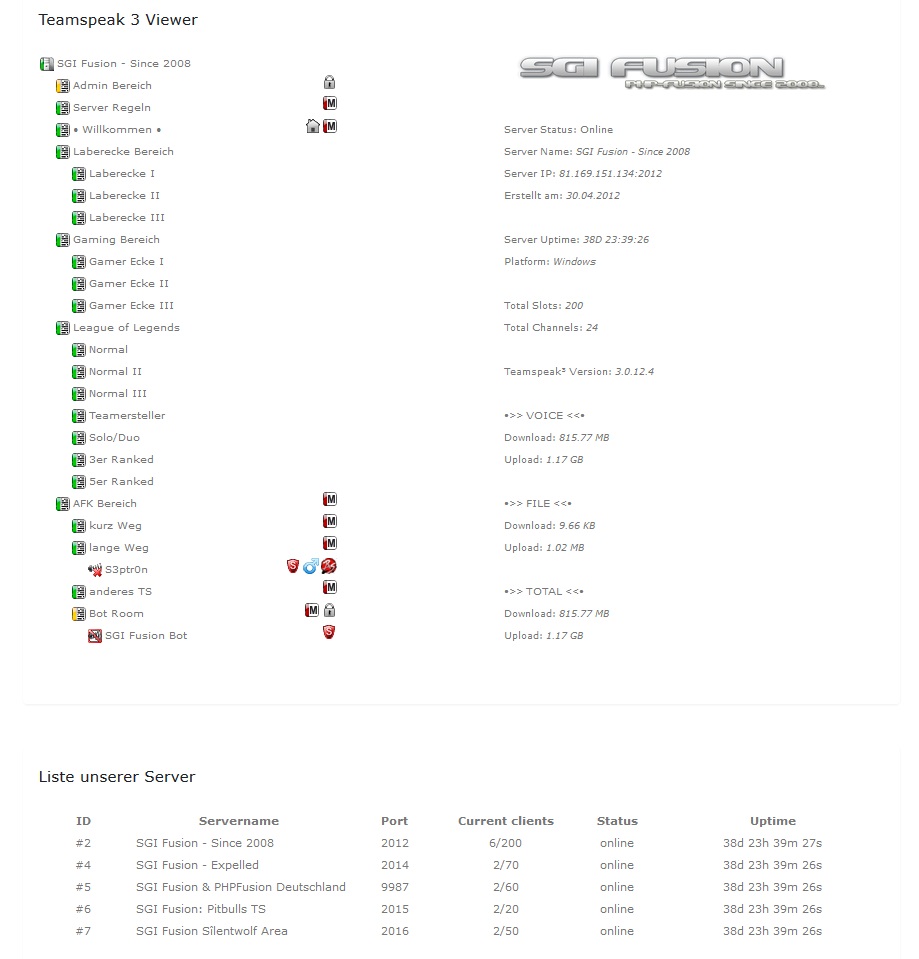 Teamspeak 3 Viewer
SGI Fusion - Since 2008
Admin Bereich
Server Regeln
• Willkommen •
Laberecke Bereich
Laberecke I
Laberecke II
Laberecke III
Gaming Bereich
Gamer Ecke I
Gamer Ecke II
Gamer Ecke III
League of Legends
Normal
Normal II
Normal III
Teamersteller
Solo/Duo
3er Ranked
5er Ranked
AFK Bereich
kurz Weg
lange Weg
S3ptr0n
anderes TS
Bot Room
SGI Fusion Bot
SGI FUSION
PHP-FUSION SINCE 2008..
Server Status: Online
Server Name: SGI Fusion - Since 2008
Server IP: 81.169.151.134:2012
Erstellt am: 30.04.2012
Server Uptime: 38D 23:39:26
Platform: Windows
Total Slots: 200
Total Channels: 24
Teamspeak³ Version: 3.0.12.4
•>> VOICE <<•
Download: 815.77 MB
Upload: 1.17 GB
•>> FILE <<•
Download: 9.66 KB
Upload: 1.02 MB
•>> TOTAL <<•
Download: 815.77 MB
Upload: 1.17 GB
Liste unserer Server
ID Servername Port Current clients Status Uptime
#2 SGI Fusion - Since 2008 2012 6/200 online 38d 23h 39m 27s
#4 SGI Fusion - Expelled 2014 2/70 online 38d 23h 39m 26s
#5 SGI Fusion & PHPFusion Deutschland 9987 2/60 online 38d 23h 39m 26s
#6 SGI Fusion: Pitbulls TS 2015 2/20 online 38d 23h 39m 26s
#7 SGI Fusion Sîlentwolf Area 2016 2/50 online 38d 23h 39m 26s